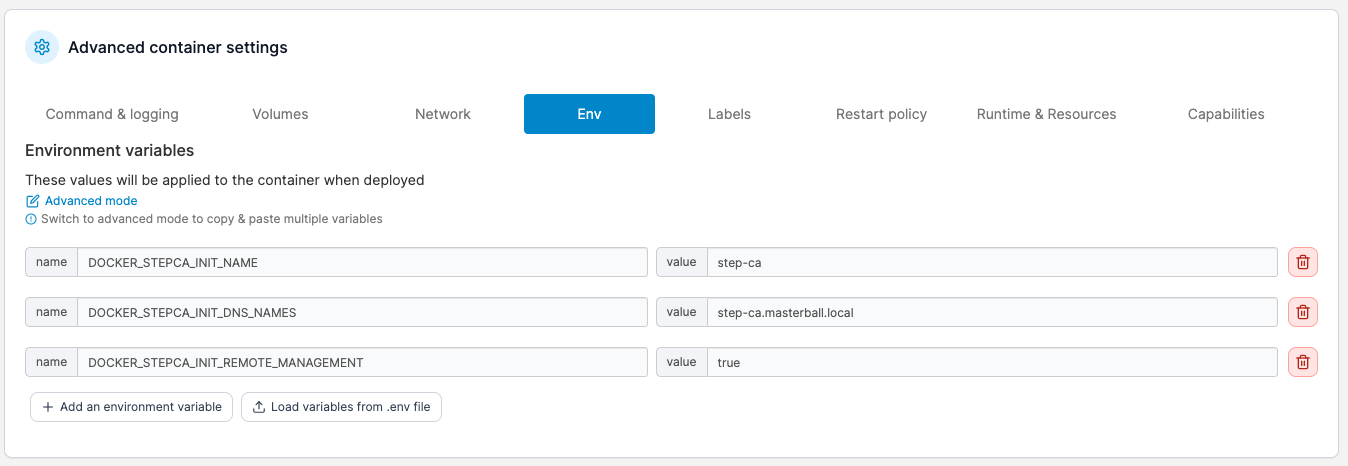 Advanced container settings
Command & logging Volumes Network Env Labels Restart policy Runtime & Resources Capabilities
Environment variables
These values will be applied to the container when deployed
Advanced mode
Switch to advanced mode to copy & paste multiple variables
name DOCKER_STEPCA_INIT_NAME value step-ca
name DOCKER_STEPCA_INIT_DNS_NAMES value step-ca.masterball.local
name DOCKER_STEPCA_INIT_REMOTE_MANAGEMENT value true
+ Add an environment variable Load variables from .env file